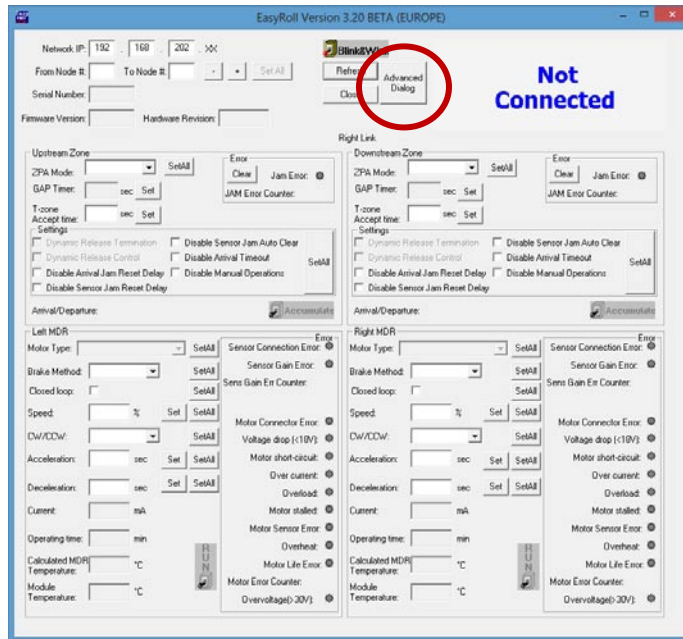 EasyRoll Version 3.20 BETA (EUROPE)
Network IP: 192 . 168 . 202 .
From Node #: To Node #: - + Set All
Serial Number:
Firmware Version: Hardware Revision:
Blink&Wink
Refresh
Close
Advanced Dialog
Not Connected
Right Link
Upstream Zone
ZPA Mode: SetAll
GAP Timer: sec Set
T-zone Accept time: sec Set
Error
Clear Jam Error:
JAM Error Counter:
Settings
Dynamic Release Termination Disable Sensor Jam Auto Clear
Dynamic Release Control Disable Arrival Timeout
Disable Arrival Jam Reset Delay Disable Manual Operations
Disable Sensor Jam Reset Delay
SetAll
Arrival/Departure: Accumulate
Downstream Zone
ZPA Mode: SetAll
GAP Timer: sec Set
T-zone Accept time: sec Set
Error
Clear Jam Error:
JAM Error Counter:
Settings
Dynamic Release Termination Disable Sensor Jam Auto Clear
Dynamic Release Control Disable Arrival Timeout
Disable Arrival Jam Reset Delay Disable Manual Operations
Disable Sensor Jam Reset Delay
SetAll
Arrival/Departure: Accumulate
Left MDR
Motor Type: SetAll
Brake Method: SetAll
Closed loop: SetAll
Speed: % Set SetAll
CW/CCW: SetAll
Acceleration: sec Set SetAll
Deceleration: sec Set SetAll
Current: mA
Operating time: min
Calculated MDR Temperature: °C
Module Temperature: °C
RUN
Error
Sensor Connection Error:
Sensor Gain Error:
Sens Gain Err Counter:
Motor Connector Error:
Voltage drop (<18V):
Motor short-circuit:
Over current:
Overload:
Motor stalled:
Motor Sensor Error:
Overheat:
Motor Life Error:
Motor Error Counter:
Overvoltage(>30V):
Right MDR
Motor Type: SetAll
Brake Method: SetAll
Closed loop: SetAll
Speed: % Set SetAll
CW/CCW: SetAll
Acceleration: sec Set SetAll
Deceleration: sec Set SetAll
Current: mA
Operating time: min
Calculated MDR Temperature: °C
Module Temperature: °C
RUN
Error
Sensor Connection Error:
Sensor Gain Error:
Sens Gain Err Counter:
Motor Connector Error:
Voltage drop (<18V):
Motor short-circuit:
Over current:
Overload:
Motor stalled:
Motor Sensor Error:
Overheat:
Motor Life Error:
Motor Error Counter:
Overvoltage(>30V):